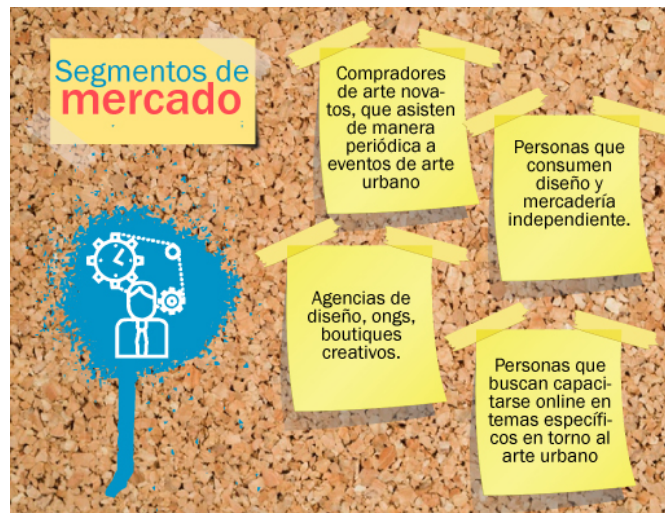 Segmentos de
mercado
Compradores
de arte nova-
tos, que asisten
de manera
periódica a
eventos de arte
urbano
Personas que
consumen
diseño y
mercadería
independiente.
Agencias de
diseño, ongs,
boutiques
creativos.
Personas que
buscan capaci-
tarse online en
temas específi-
cos en torno al
arte urbano